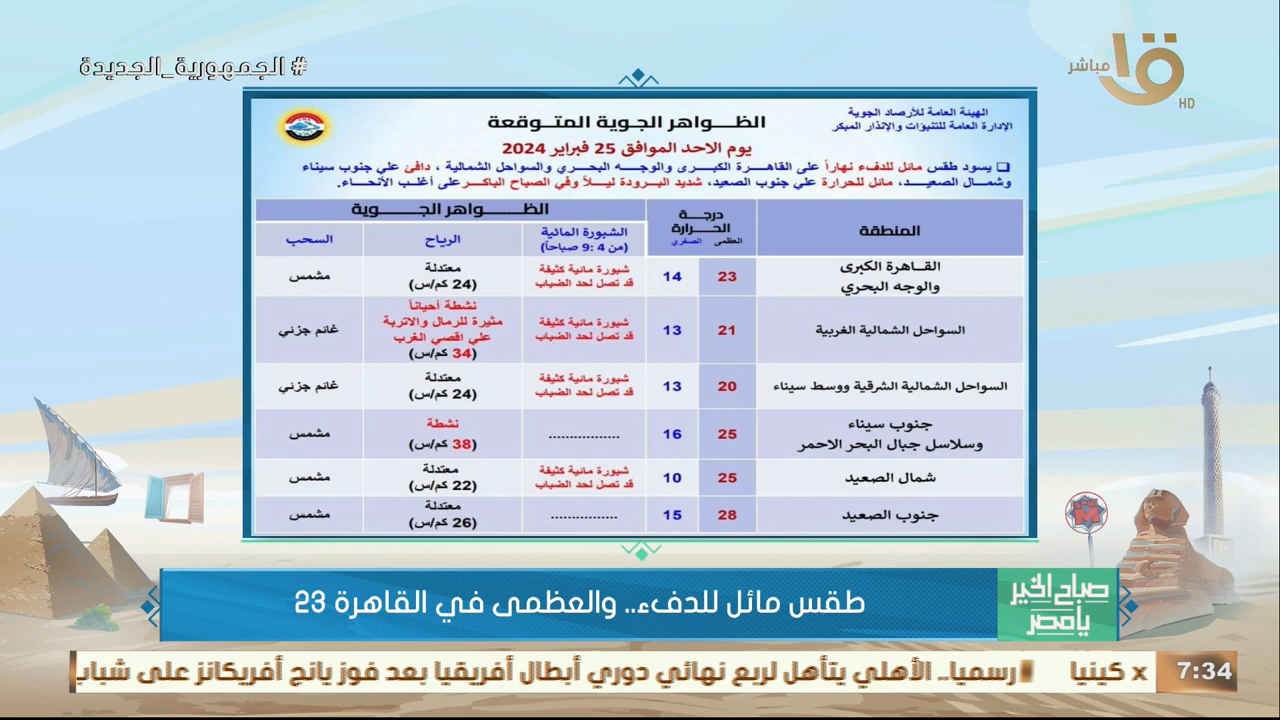 # الجمهورية_الجديدة
مباشر
HD
الهيئة العامة للأرصاد الجوية
الإدارة العامة للتنبؤات والإنذار المبكر
الظـــواهر الجوية المتــوقعة
يوم الاحد الموافق 25 فبراير 2024
❑ يسود طقس مائل للدفء نهاراً على القاهرة الكبرى والوجه البحري والسواحل الشمالية ، دافئ علي جنوب سيناء
وشمال الصعيد، مائل للحرارة علي جنوب الصعيد، شديد البرودة ليلاً وفي الصباح الباكر على أغلب الأنحاء.
المنطقة
درجة الحرارة
العظمى
الصغري
الظـــواهر الجـــوية
الشبورة المائية
(من 4 :9 صباحاً)
الرياح
السحب
القـاهرة الكبرى
والوجه البحري
23
14
شبورة مائية كثيفة
قد تصل لحد الضباب
معتدلة
(24 كم/س)
مشمس
السواحل الشمالية الغربية
21
13
شبورة مائية كثيفة
قد تصل لحد الضباب
نشطة أحياناً
مثيرة للرمال والاتربة
علي اقصي الغرب
(34 كم/س)
غائم جزئي
السواحل الشمالية الشرقية ووسط سيناء
20
13
شبورة مائية كثيفة
قد تصل لحد الضباب
معتدلة
(24 كم/س)
غائم جزئي
جنوب سيناء
وسلاسل جبال البحر الاحمر
25
16
.................
نشطة
(38 كم/س)
مشمس
شمال الصعيد
25
10
شبورة مائية كثيفة
قد تصل لحد الضباب
معتدلة
(22 كم/س)
مشمس
جنوب الصعيد
28
15
................
معتدلة
(26 كم/س)
مشمس
M
صباح الخير
يا مصر
طقس مائل للدفء.. والعظمى في القاهرة 23
7:34
x كينيا
رسميا.. الأهلي يتأهل لربع نهائي دوري أبطال أفريقيا بعد فوز يانج أفريكانز على شباب